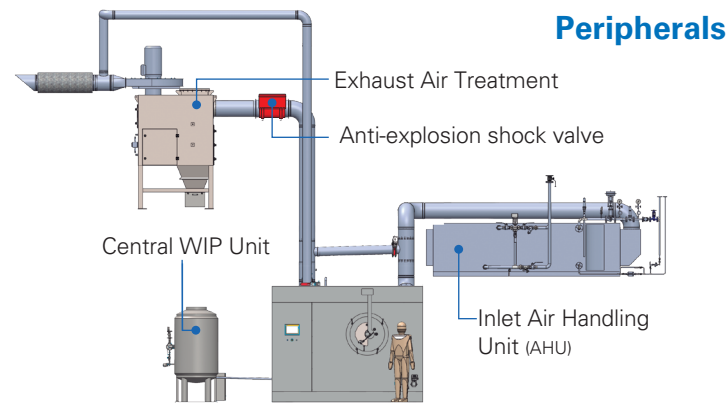 Peripherals
Exhaust Air Treatment
Anti-explosion shock valve
Central WIP Unit
Inlet Air Handling
Unit (AHU)